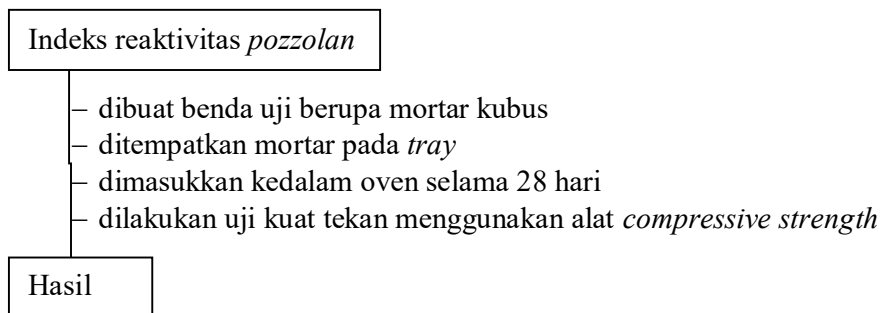 Indeks reaktivitas pozzolan
– dibuat benda uji berupa mortar kubus
– ditempatkan mortar pada tray
– dimasukkan kedalam oven selama 28 hari
– dilakukan uji kuat tekan menggunakan alat compressive strength
Hasil